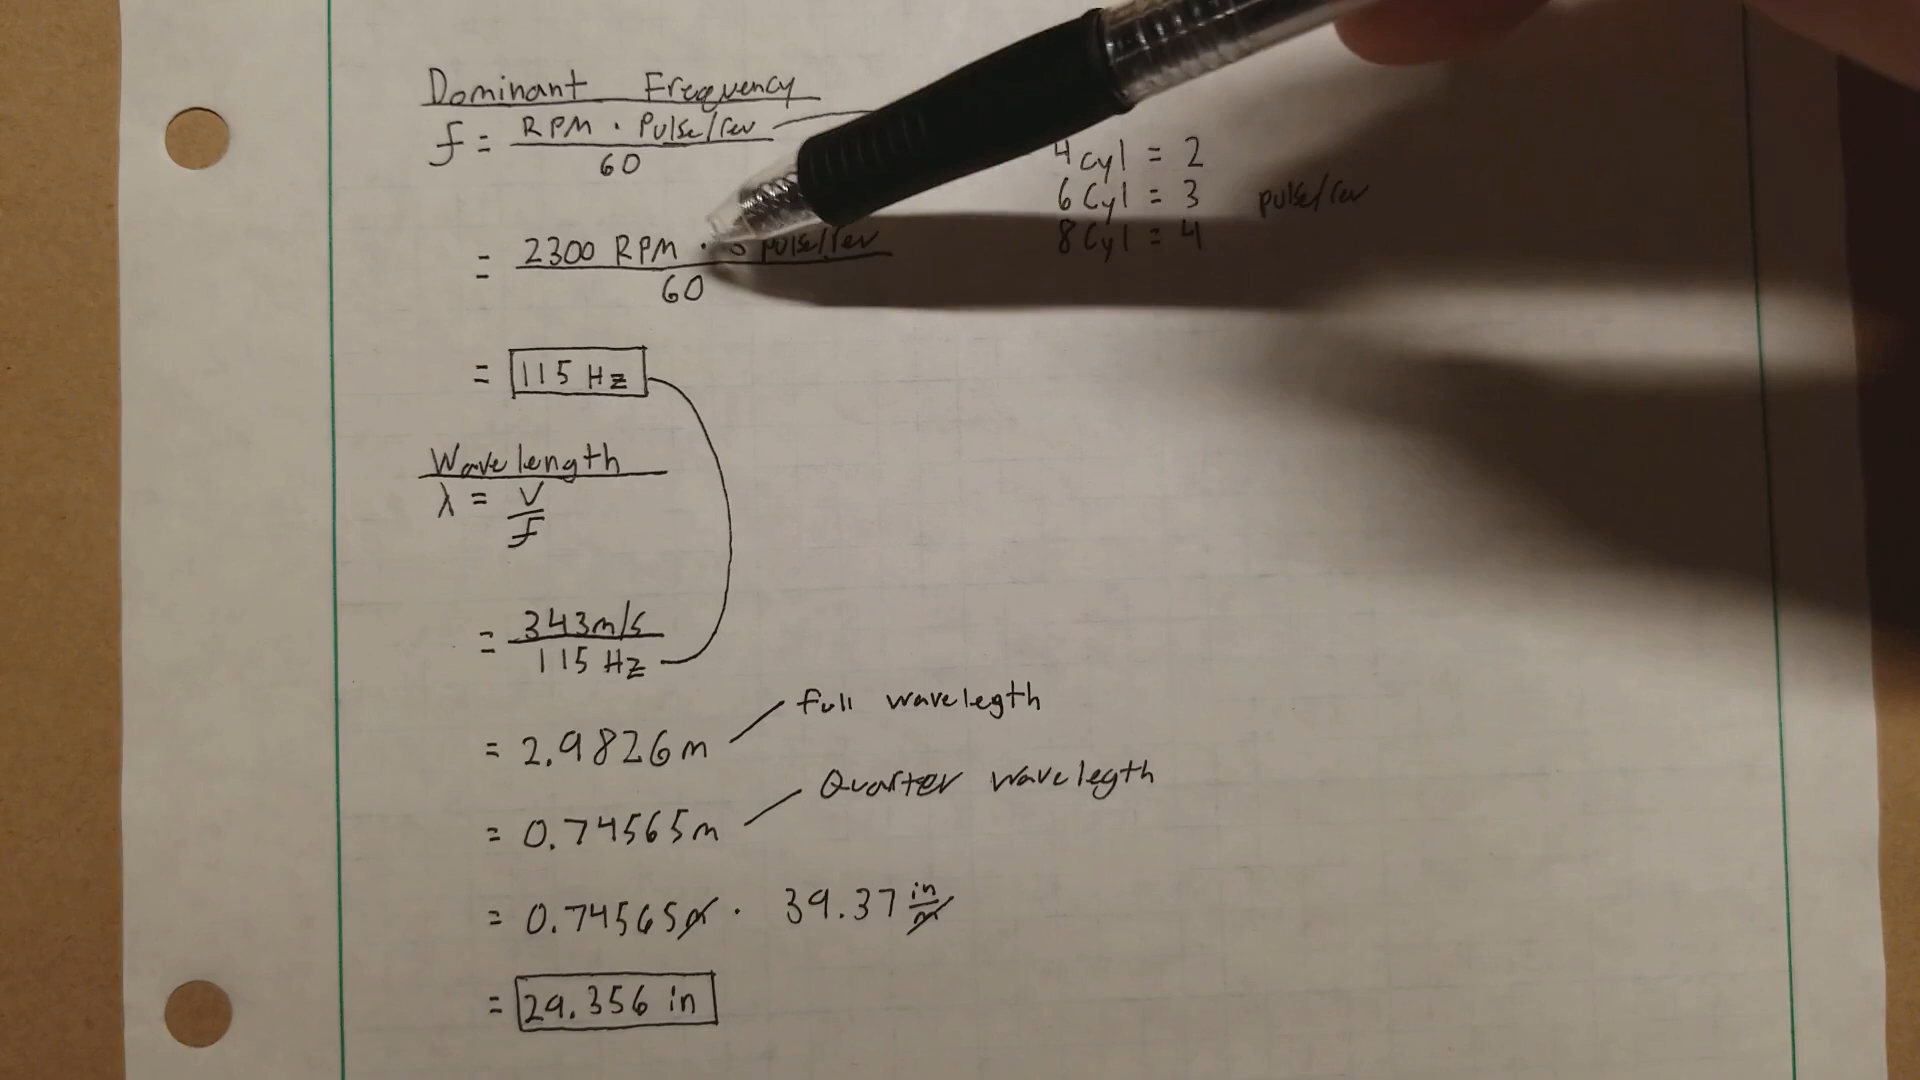 Dominant Frequency
f = RPM · Pulse/rev
60
4 Cyl = 2
6 Cyl = 3 pulse/rev
8 Cyl = 4
= 2300 RPM · pulse/rev
60
= 115 Hz
Wavelength
λ = v
f
= 343m/s
115 Hz
= 2.9826m full wavelegth
= 0.74565m Quarter wavelegth
= 0.74565m · 39.37 in/m
= 29.356 in